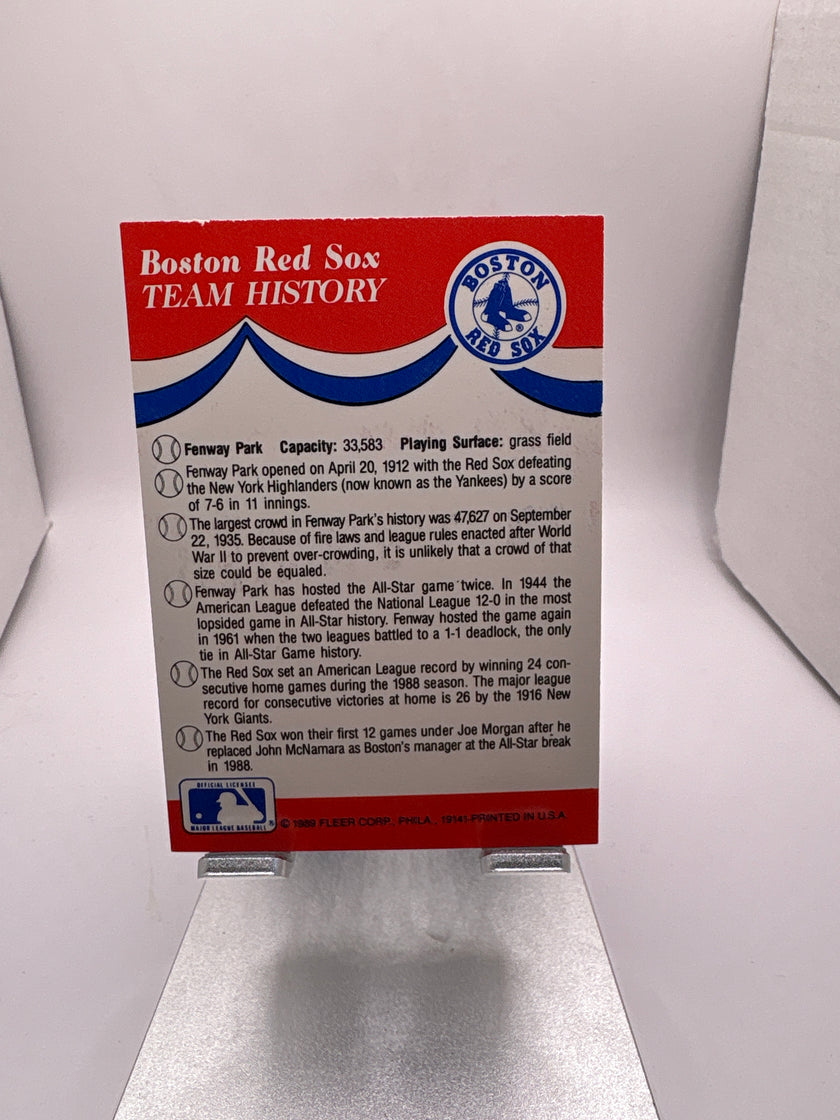 Boston Red Sox
TEAM HISTORY
BOSTON
RED SOX
®
Fenway Park Capacity: 33,583 Playing Surface: grass field
Fenway Park opened on April 20, 1912 with the Red Sox defeating
the New York Highlanders (now known as the Yankees) by a score
of 7-6 in 11 innings.
The largest crowd in Fenway Park's history was 47,627 on September
22, 1935. Because of fire laws and league rules enacted after World
War II to prevent over-crowding, it is unlikely that a crowd of that
size could be equaled.
Fenway Park has hosted the All-Star game twice. In 1944 the
American League defeated the National League 12-0 in the most
lopsided game in All-Star history. Fenway hosted the game again
in 1961 when the two leagues battled to a 1-1 deadlock, the only
tie in All-Star Game history.
The Red Sox set an American League record by winning 24 con-
secutive home games during the 1988 season. The major league
record for consecutive victories at home is 26 by the 1916 New
York Giants.
The Red Sox won their first 12 games under Joe Morgan after he
replaced John McNamara as Boston's manager at the All-Star break
in 1988.
OFFICIAL LICENSEE
MAJOR LEAGUE BASEBALL ®
© 1989 FLEER CORP., PHILA., 19141-PRINTED IN U.S.A.